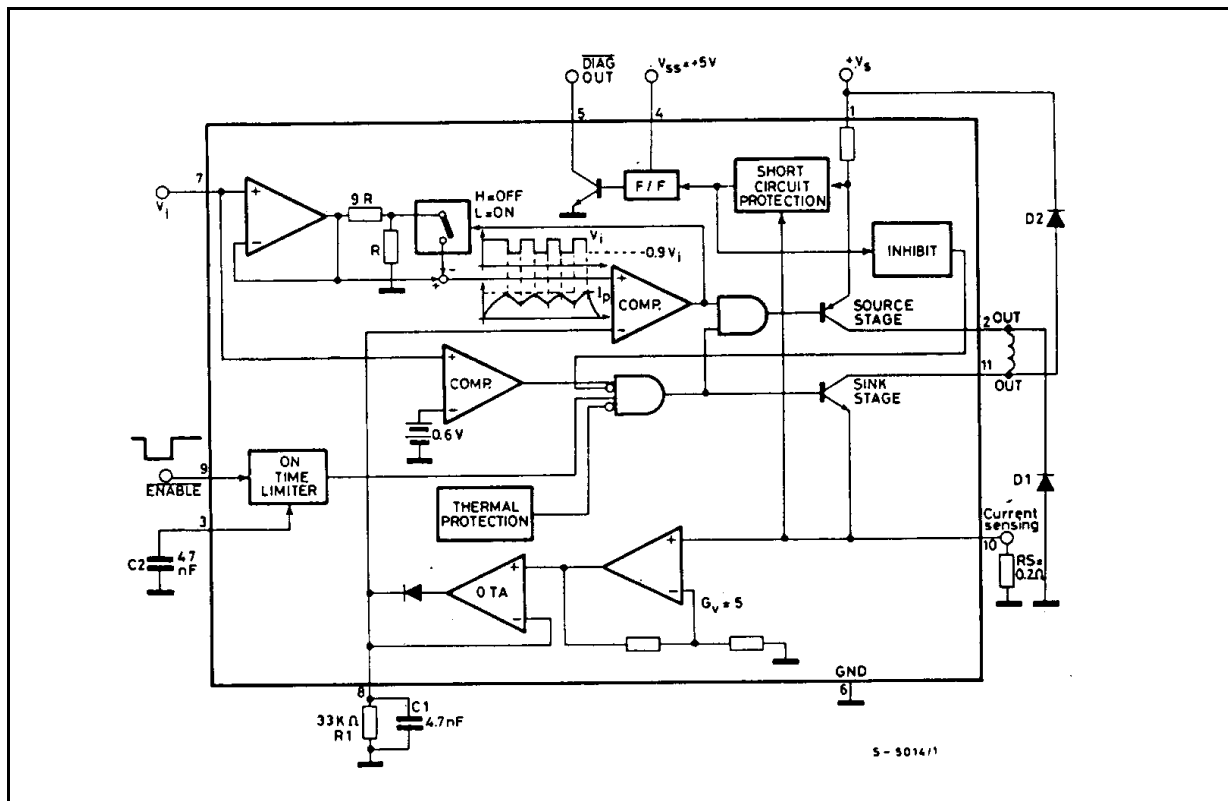 DIAG
OUT
VSS=+5V
+Vs
5
4
1
7
Vi
9R
R
H=OFF
L=ON
F/F
SHORT
CIRCUIT
PROTECTION
D2
INHIBIT
+
-
Vi
0.9Vi
-
+
Ip
+
COMP.
-
SOURCE
STAGE
2
OUT
11
OUT
SINK
STAGE
+
COMP.
-
0.6V
9
ENABLE
ON
TIME
LIMITER
3
C2
47
nF
THERMAL
PROTECTION
D1
Current
sensing
10
RS=
0.2Ω
+
OTA
-
+
-
Gv=5
8
33KΩ
R1
C1
4.7nF
GND
6
S-5014/1